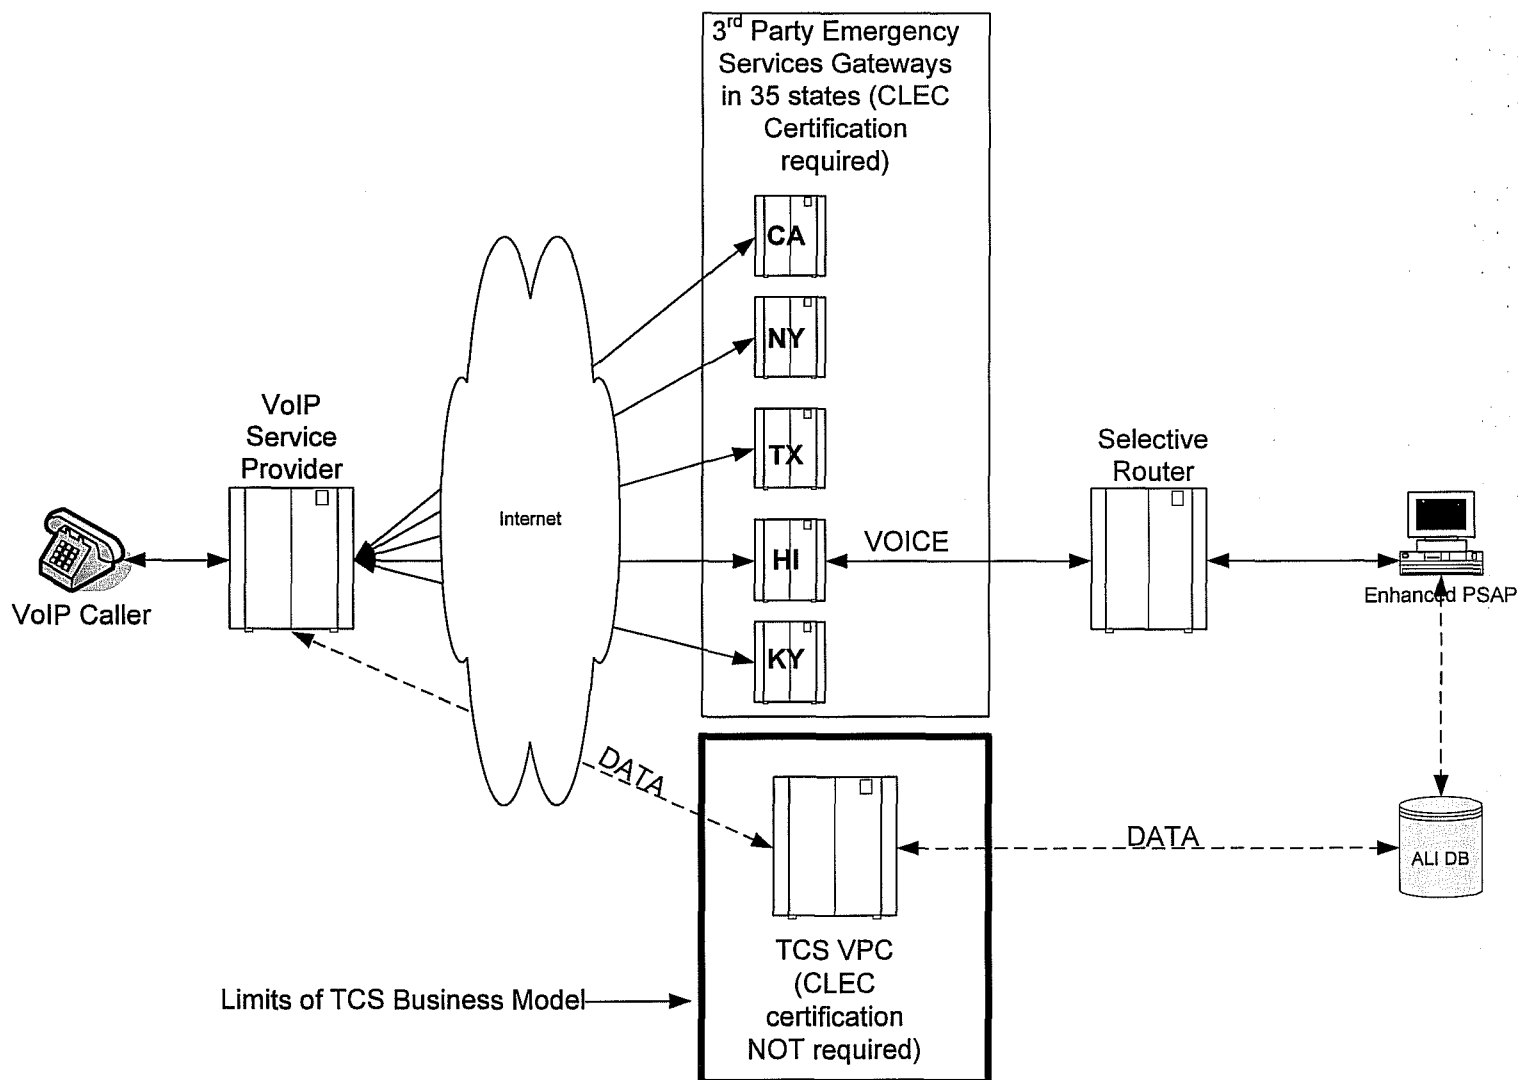 3rd Party Emergency
Services Gateways
in 35 states (CLEC
Certification
required)
CA
NY
TX
HI
KY
VoIP
Service
Provider
VoIP Caller
Internet
VOICE
Selective
Router
Enhanced PSAP
DATA
DATA
ALI DB
TCS VPC
(CLEC
certification
NOT required)
Limits of TCS Business Model